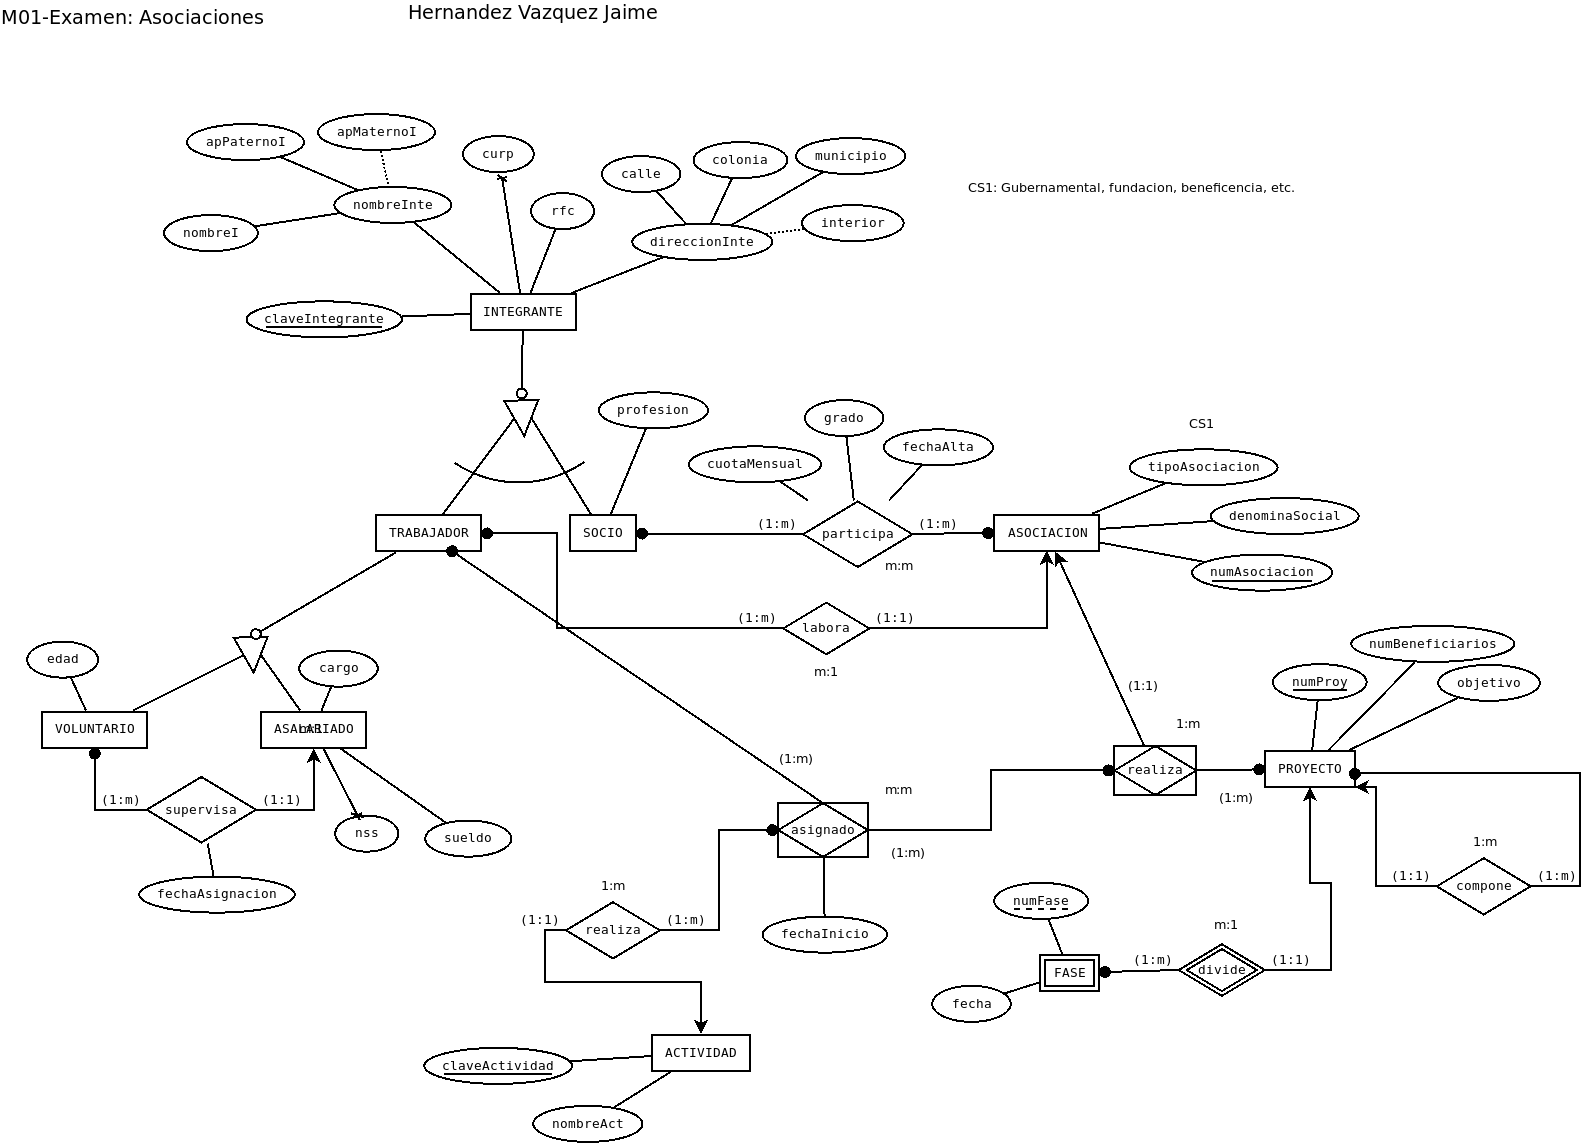 M01-Examen: Asociaciones
Hernandez Vazquez Jaime
apPaternoI
apMaternoI
curp
calle
colonia
municipio
CS1: Gubernamental, fundacion, beneficencia, etc.
nombreInte
rfc
nombreI
direccionInte
interior
claveIntegrante
INTEGRANTE
profesion
grado
fechaAlta
CS1
cuotaMensual
tipoAsociacion
denominaSocial
TRABAJADOR
SOCIO
(1:m)
participa
(1:m)
ASOCIACION
m:m
numAsociacion
(1:m)
labora
(1:1)
m:1
edad
cargo
numBeneficiarios
(1:1)
numProy
objetivo
VOLUNTARIO
ASALARIADO
1:m
(1:m)
realiza
PROYECTO
m:m
(1:m)
(1:m)
supervisa
(1:1)
nss
sueldo
asignado
(1:m)
1:m
fechaAsignacion
(1:1)
compone
(1:m)
1:m
numFase
(1:1)
realiza
(1:m)
fechaInicio
m:1
(1:m)
divide
(1:1)
FASE
fecha
ACTIVIDAD
claveActividad
nombreAct